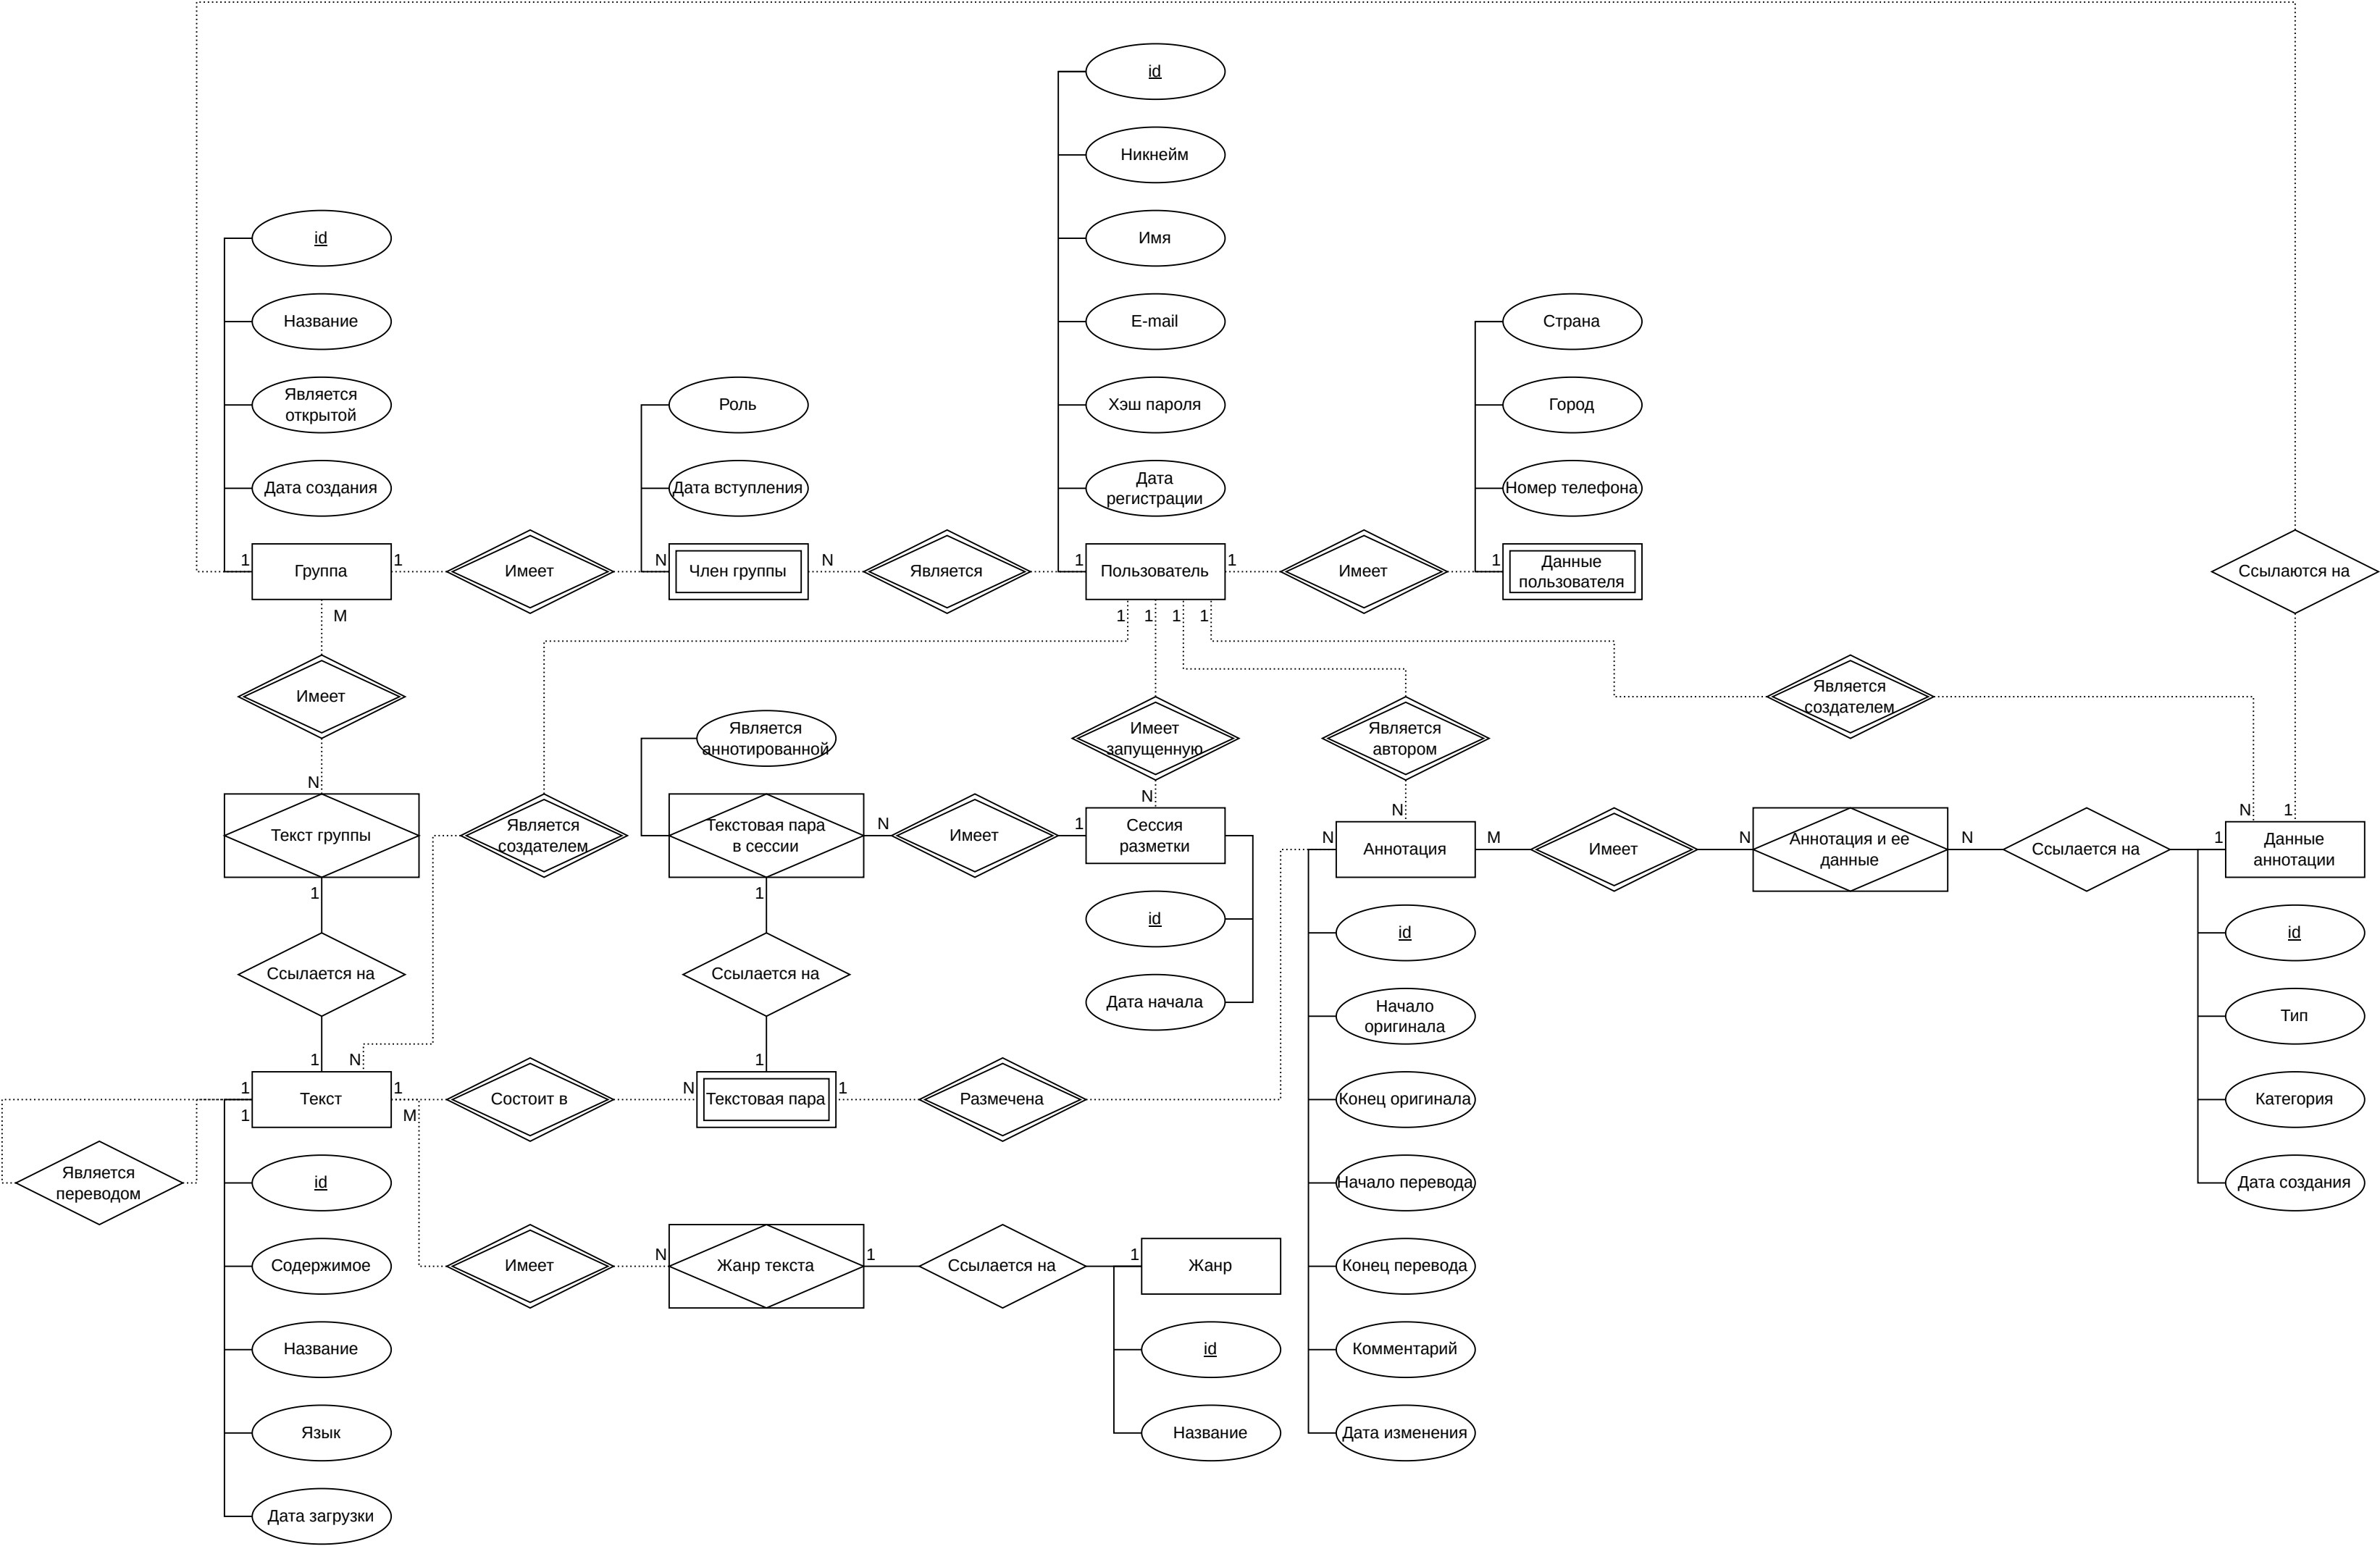 id
Никнейм
id
Имя
Название
E-mail
Страна
Является
открытой
Роль
Хэш пароля
Город
Дата создания
Дата вступления
Дата
регистрации
Номер телефона
1
1
N
N
1
1
1
Группа
Имеет
Член группы
Является
Пользователь
Имеет
Данные
пользователя
Ссылаются на
M
1
1
1
1
Имеет
Является
создателем
Является
аннотированной
Имеет
запущенную
Является
автором
N
N
N
N
1
Текст группы
Является
создателем
Текстовая пара
в сессии
N
Имеет
1
Сессия
разметки
N
Аннотация
M
Имеет
N
Аннотация и ее
данные
N
Ссылается на
1
Данные
аннотации
1
1
id
id
id
Ссылается на
Ссылается на
Дата начала
Начало
оригинала
Тип
1
N
1
1
1
N
1
Текст
Состоит в
Текстовая пара
Размечена
Конец оригинала
Категория
1
M
Является
переводом
id
Начало перевода
Дата создания
Содержимое
Имеет
N
Жанр текста
1
Ссылается на
1
Жанр
Конец перевода
Название
id
Комментарий
Язык
Название
Дата изменения
Дата загрузки